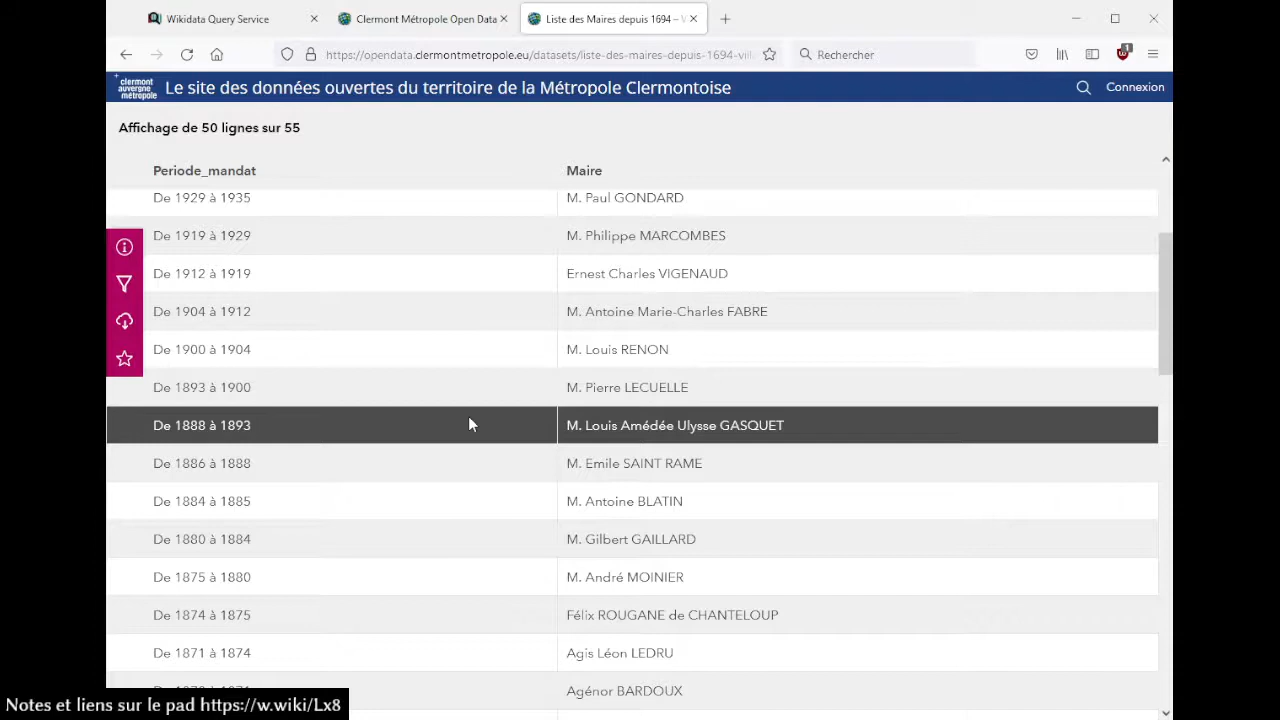 Wikidata Query Service
Clermont Métropole Open Data
Liste des Maires depuis 1694 –
https://opendata.clermontmetropole.eu/datasets/liste-des-maires-depuis-1694-vill
Rechercher
1
clermont auvergne métropole
Le site des données ouvertes du territoire de la Métropole Clermontoise
Connexion
Affichage de 50 lignes sur 55
Periode_mandat Maire
De 1929 à 1935 M. Paul GONDARD
De 1919 à 1929 M. Philippe MARCOMBES
De 1912 à 1919 Ernest Charles VIGENAUD
De 1904 à 1912 M. Antoine Marie-Charles FABRE
De 1900 à 1904 M. Louis RENON
De 1893 à 1900 M. Pierre LECUELLE
De 1888 à 1893 M. Louis Amédée Ulysse GASQUET
De 1886 à 1888 M. Emile SAINT RAME
De 1884 à 1885 M. Antoine BLATIN
De 1880 à 1884 M. Gilbert GAILLARD
De 1875 à 1880 M. André MOINIER
De 1874 à 1875 Félix ROUGANE de CHANTELOUP
De 1871 à 1874 Agis Léon LEDRU
Agénor BARDOUX
Notes et liens sur le pad https://w.wiki/Lx8